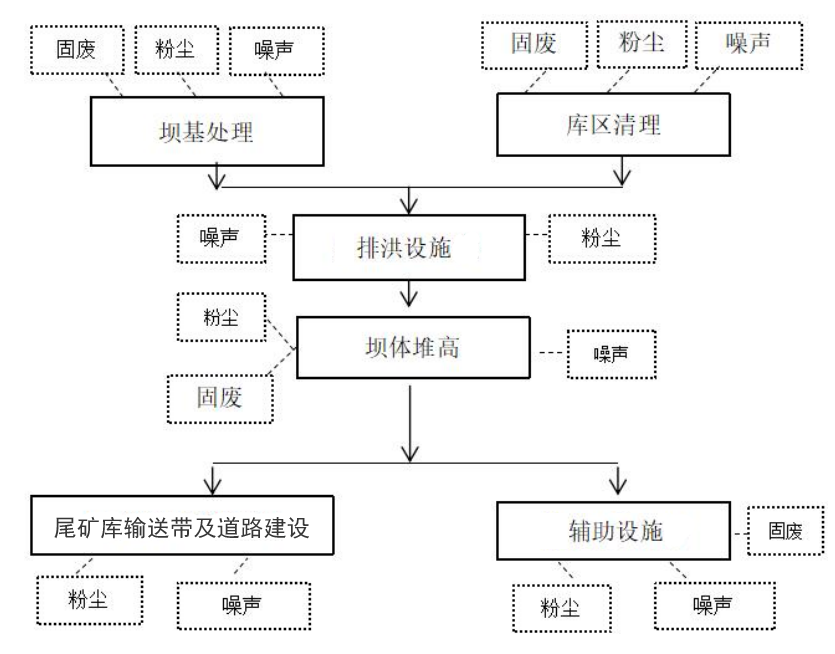 固废
粉尘
噪声
固废
粉尘
噪声
坝基处理
库区清理
噪声
排洪设施
粉尘
粉尘
坝体堆高
噪声
固废
尾矿库输送带及道路建设
辅助设施
固废
粉尘
噪声
粉尘
噪声